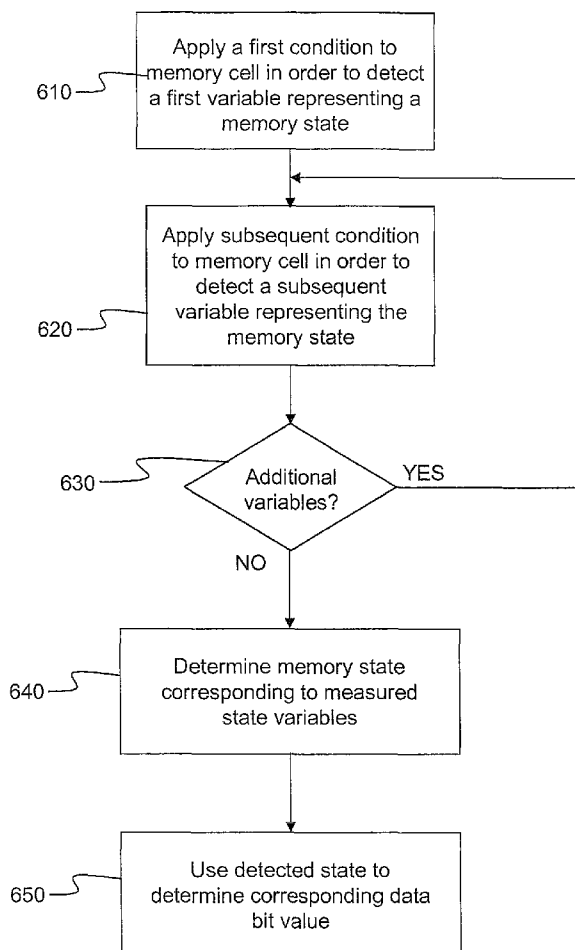 Apply a first condition to
memory cell in order to detect
a first variable representing a
memory state
610
Apply subsequent condition
to memory cell in order to
detect a subsequent
variable representing the
memory state
620
630
Additional
variables?
YES
NO
Determine memory state
corresponding to measured
state variables
640
Use detected state to
determine corresponding data
bit value
650